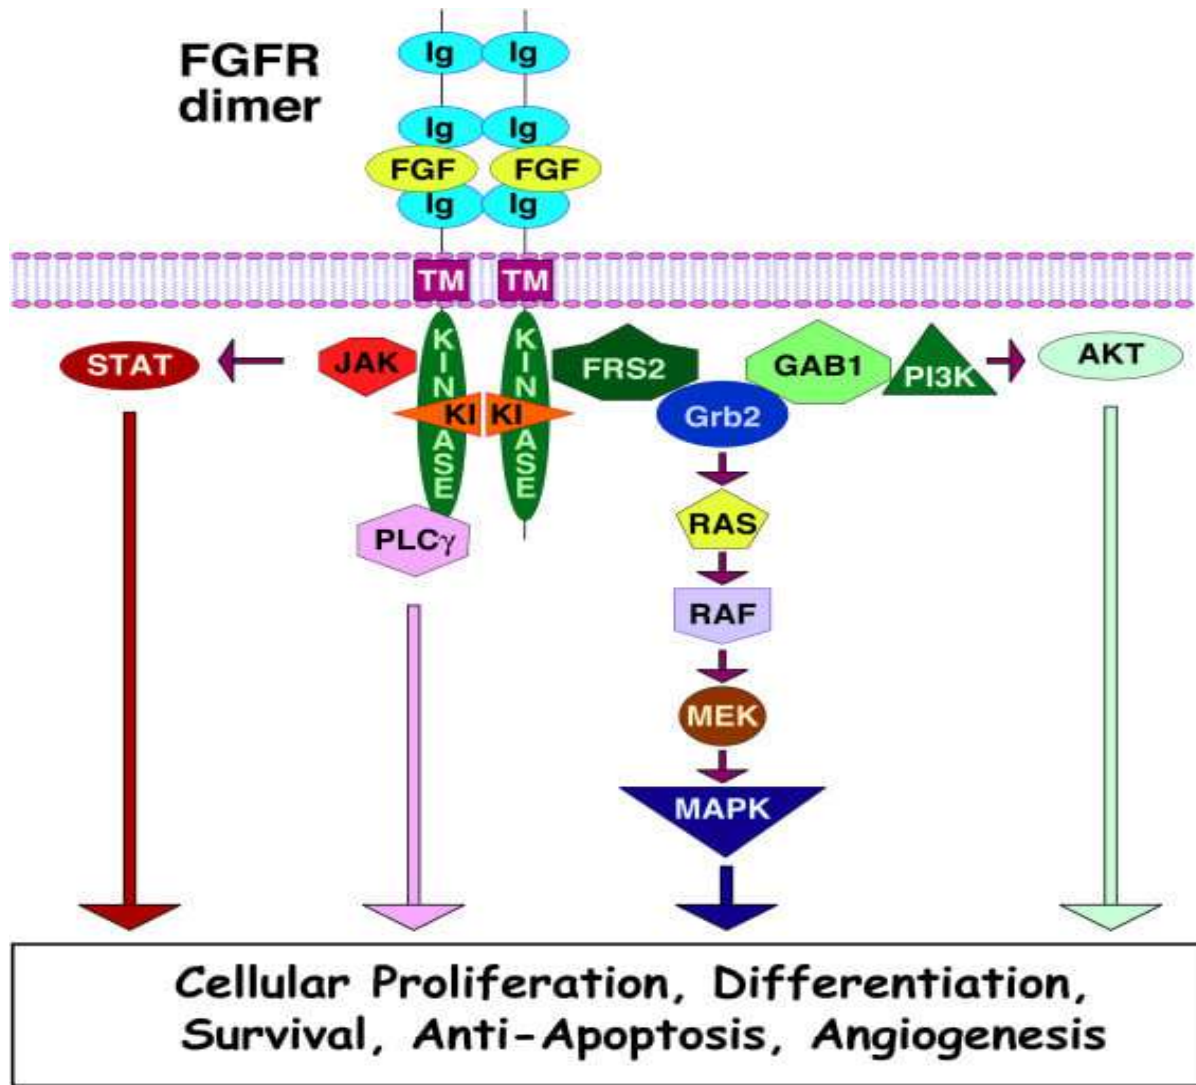 FGFR
dimer
Ig Ig
Ig Ig
FGF FGF
Ig Ig
TM TM
STAT
JAK
KINASE
KINASE
KI KI
FRS2
GAB1
PI3K
AKT
Grb2
PLCγ
RAS
RAF
MEK
MAPK
Cellular Proliferation, Differentiation,
Survival, Anti-Apoptosis, Angiogenesis